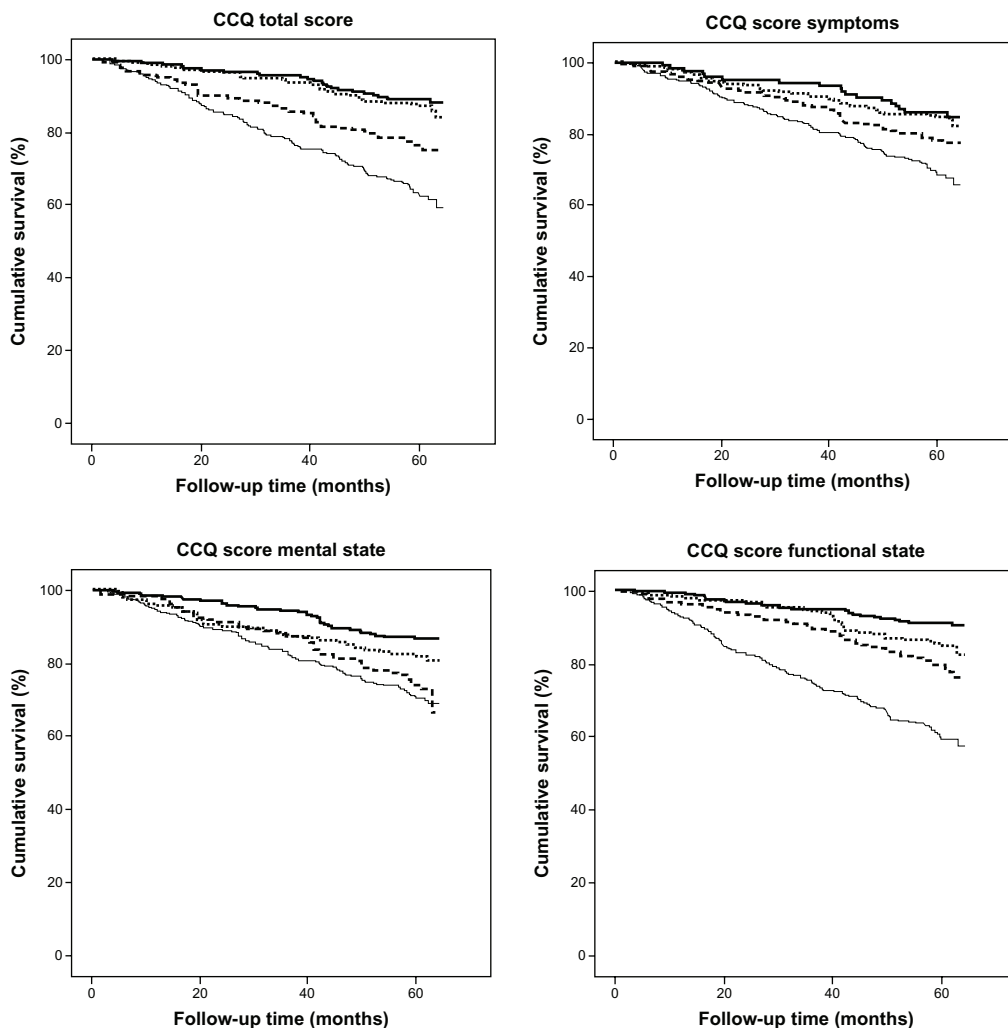 CCQ total score
100
80
60
40
20
0
Cumulative survival (%)
0 20 40 60
Follow-up time (months)
CCQ score symptoms
100
80
60
40
20
0
Cumulative survival (%)
0 20 40 60
Follow-up time (months)
CCQ score mental state
100
80
60
40
20
0
Cumulative survival (%)
0 20 40 60
Follow-up time (months)
CCQ score functional state
100
80
60
40
20
0
Cumulative survival (%)
0 20 40 60
Follow-up time (months)